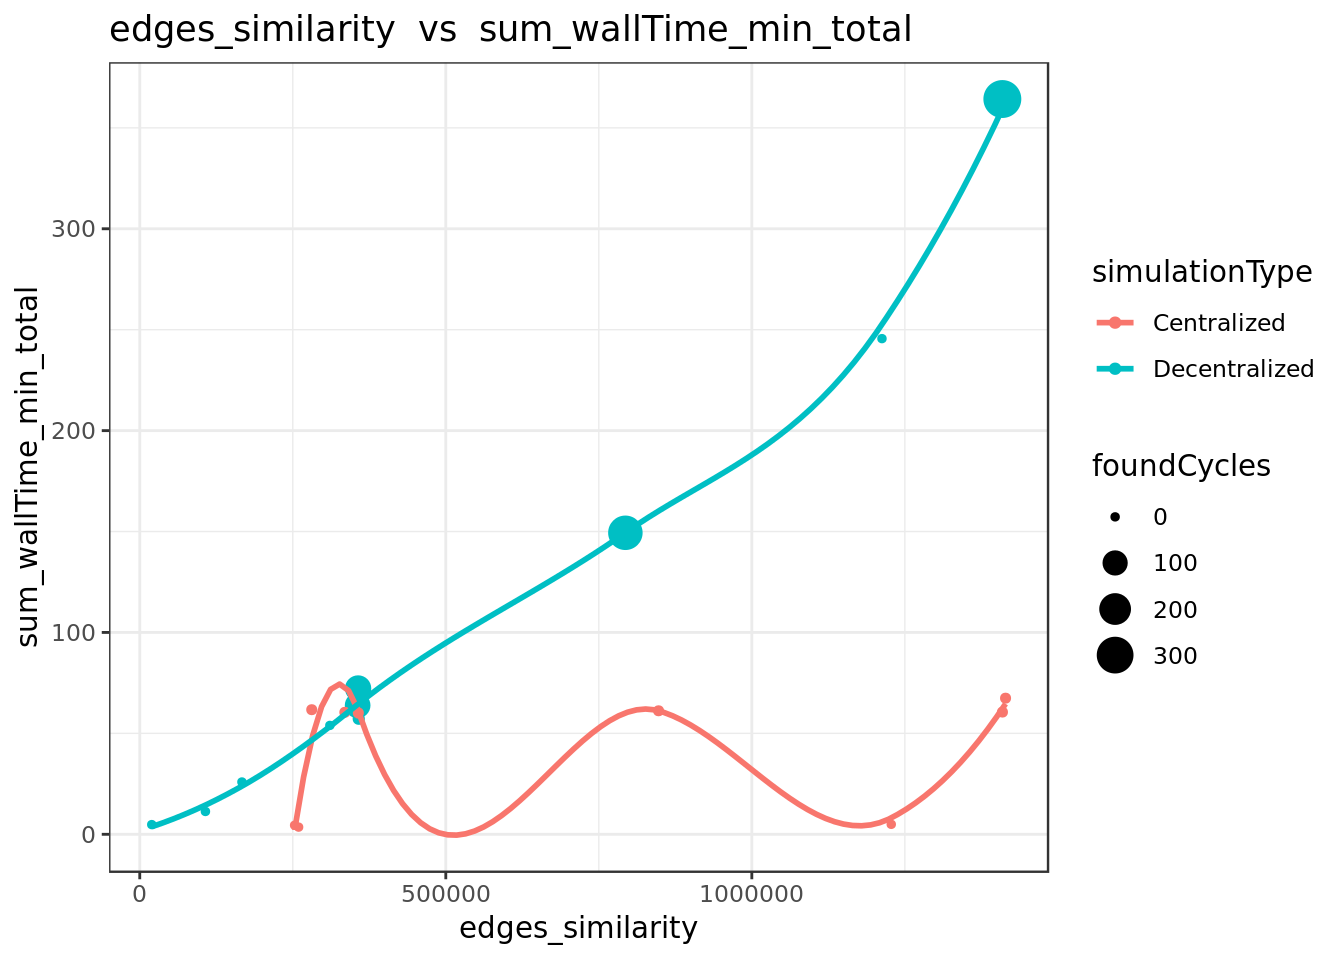 edges_similarity vs sum_wallTime_min_total
sum_wallTime_min_total
300
200
100
0
0
500000
1000000
edges_similarity
simulationType
Centralized
Decentralized
foundCycles
0
100
200
300